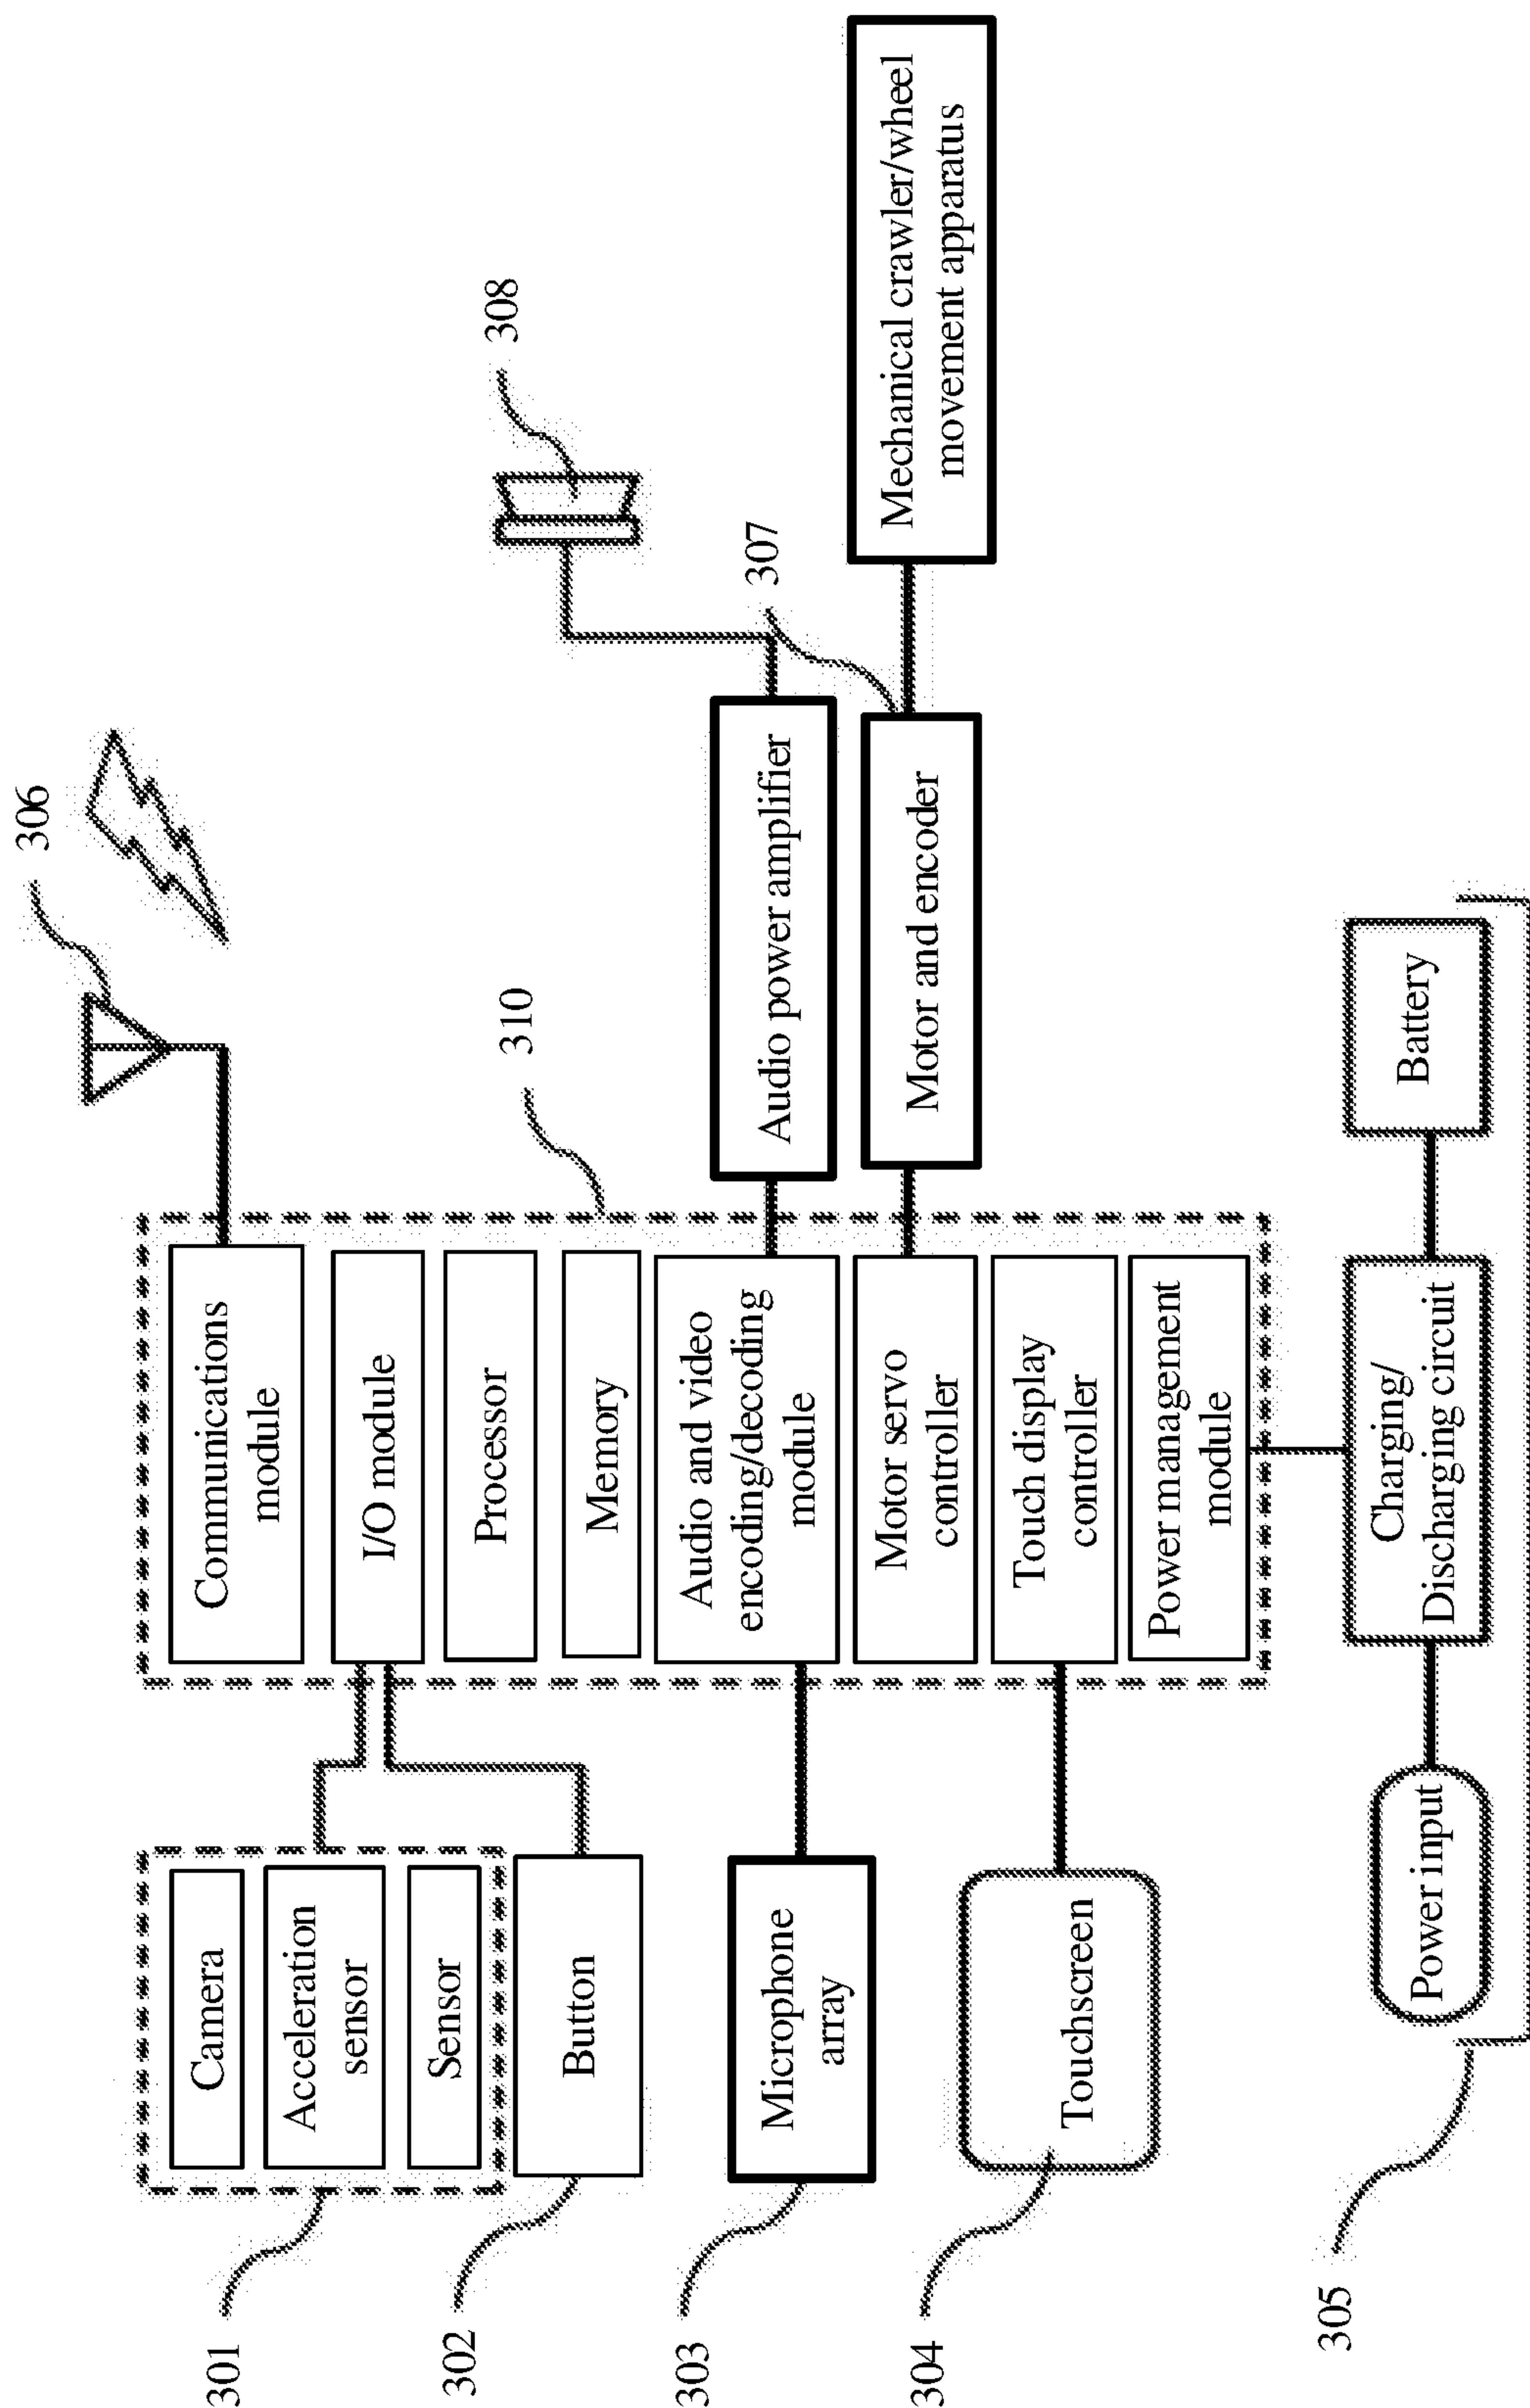 306
308
301
Camera
Acceleration
sensor
Sensor
302
Button
303
Microphone
array
304
Touchscreen
310
Communications
module
I/O module
Processor
Memory
Audio and video
encoding/decoding
module
Motor servo
controller
Touch display
controller
Power management
module
Audio power amplifier
307
Motor and encoder
Mechanical crawler/wheel
movement apparatus
305
Power input
Charging/
Discharging circuit
Battery